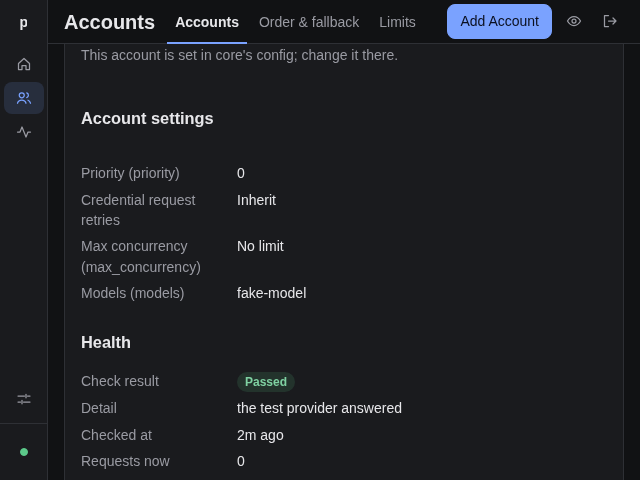 p
Accounts
Accounts Order & fallback Limits
Add Account
This account is set in core's config; change it there.
Account settings
Priority (priority) 0
Credential request retries Inherit
Max concurrency (max_concurrency) No limit
Models (models) fake-model
Health
Check result Passed
Detail the test provider answered
Checked at 2m ago
Requests now 0